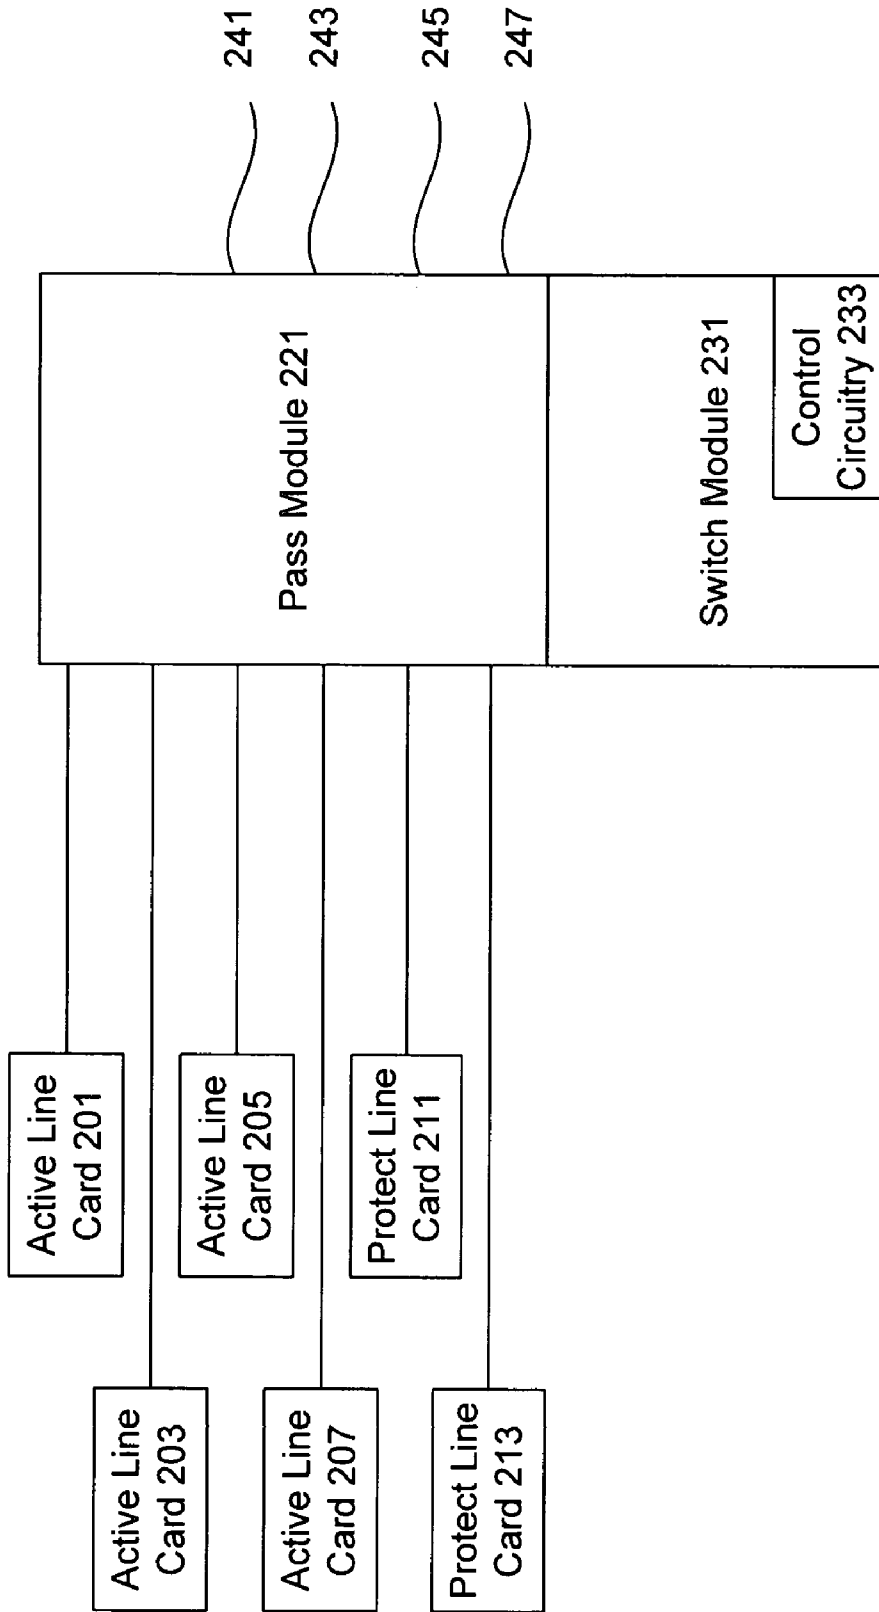 241
243
245
247
Pass Module 221
Switch Module 231
Control
Circuitry 233
Active Line
Card 201
Active Line
Card 205
Protect Line
Card 211
Active Line
Card 203
Active Line
Card 207
Protect Line
Card 213